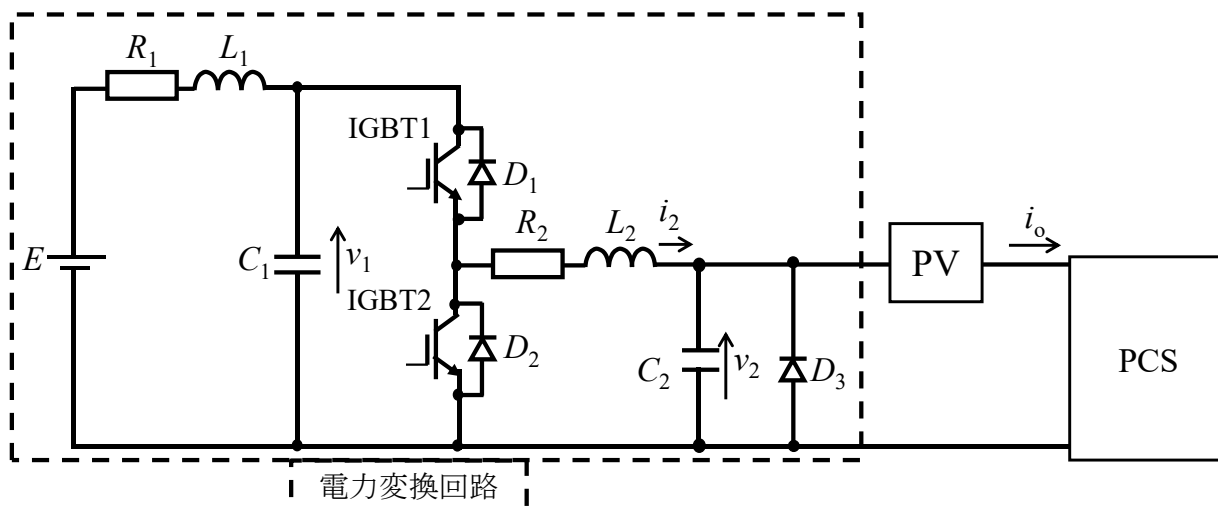 R₁ L₁
IGBT1
D₁
R₂ L₂ i₂
iₒ
E
C₁ v₁
PV
IGBT2
D₂
C₂ v₂ D₃
PCS
電力変換回路